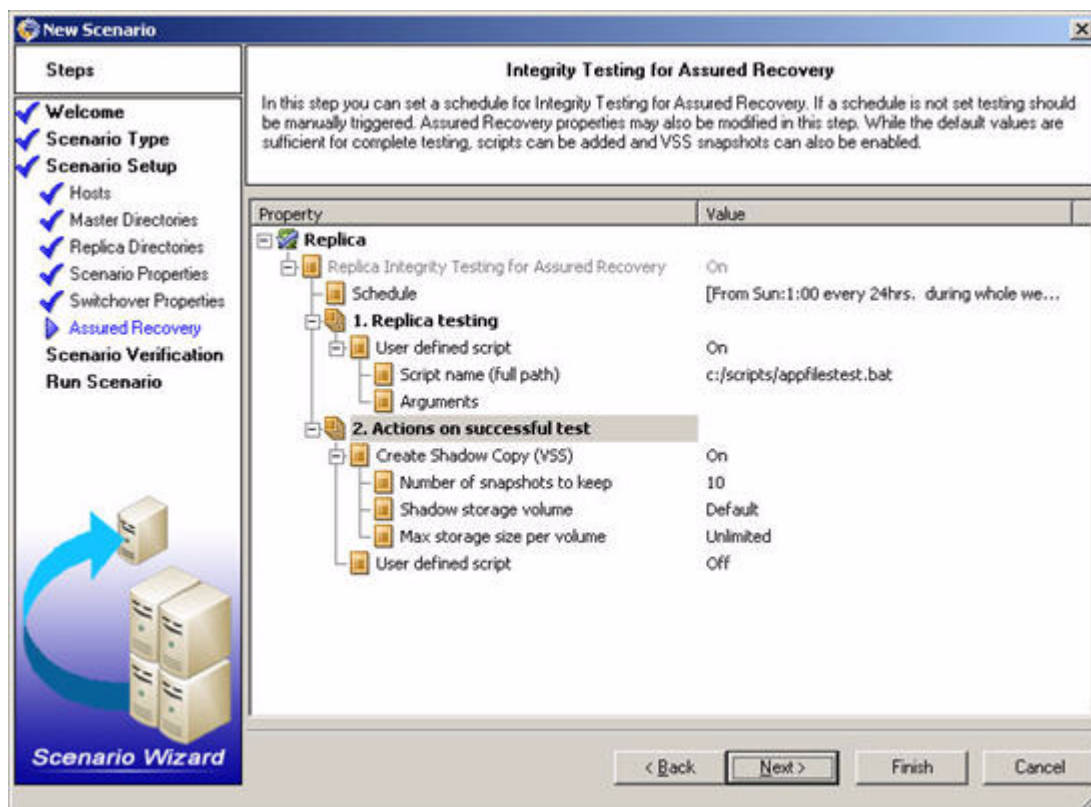 New Scenario
Steps
Welcome
Scenario Type
Scenario Setup
Hosts
Master Directories
Replica Directories
Scenario Properties
Switchover Properties
Assured Recovery
Scenario Verification
Run Scenario
Scenario Wizard
Integrity Testing for Assured Recovery
In this step you can set a schedule for Integrity Testing for Assured Recovery. If a schedule is not set testing should
be manually triggered. Assured Recovery properties may also be modified in this step. While the default values are
sufficient for complete testing, scripts can be added and VSS snapshots can also be enabled.
Property Value
Replica
Replica Integrity Testing for Assured Recovery On
Schedule [From Sun:1:00 every 24hrs. during whole we...
1. Replica testing
User defined script On
Script name (full path) c:/scripts/appfilestest.bat
Arguments
2. Actions on successful test
Create Shadow Copy (VSS) On
Number of snapshots to keep 10
Shadow storage volume Default
Max storage size per volume Unlimited
User defined script Off
< Back Next > Finish Cancel